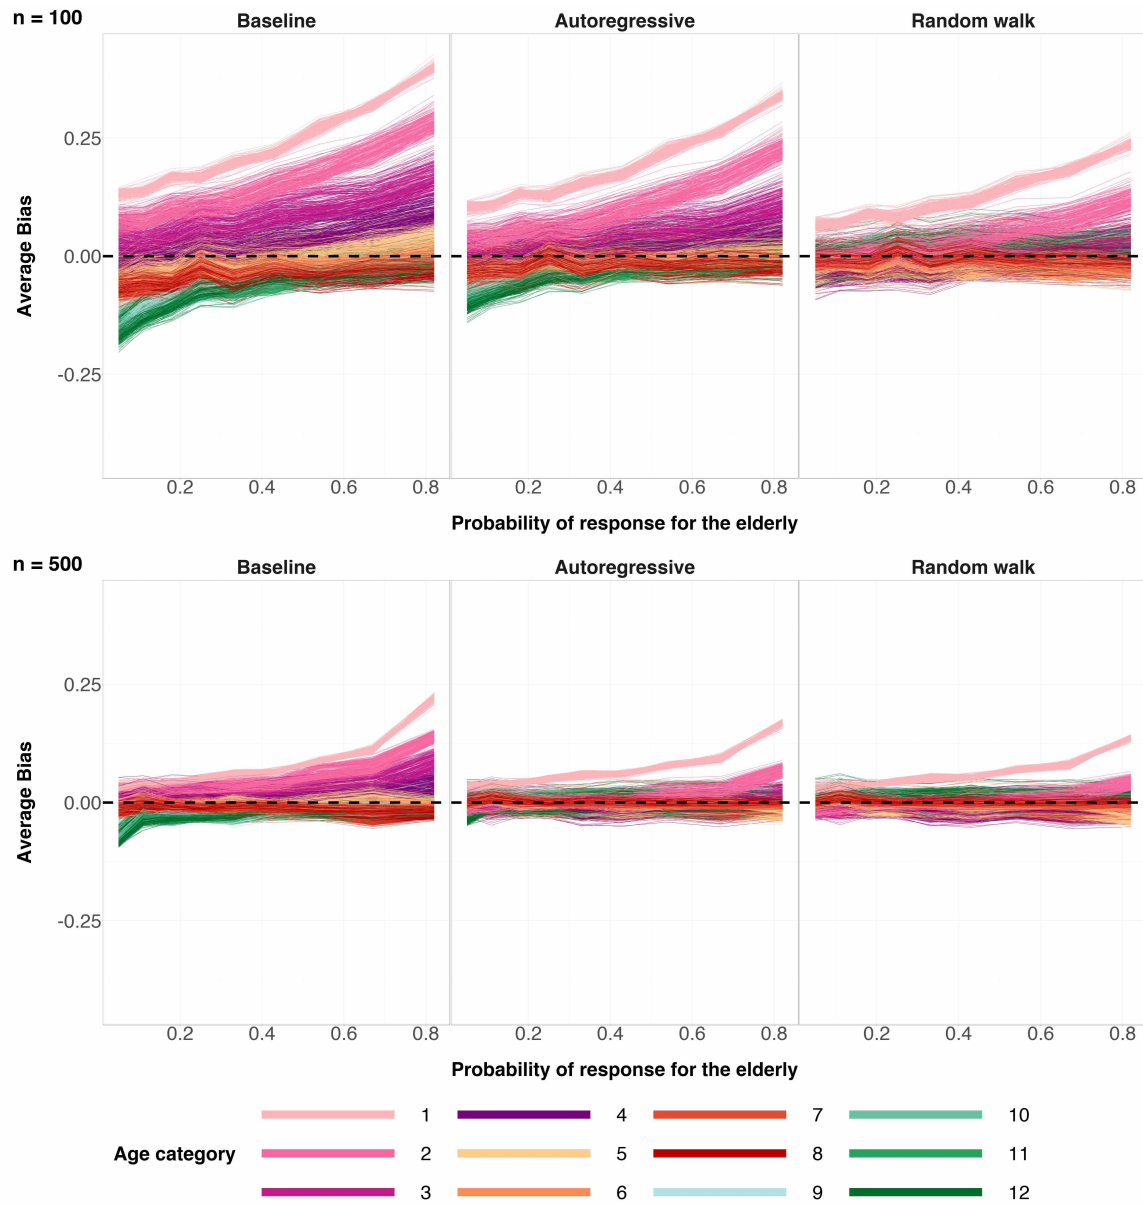 n = 100
Baseline Autoregressive Random walk
Average Bias
0.25
0.00
-0.25
0.2 0.4 0.6 0.8 0.2 0.4 0.6 0.8 0.2 0.4 0.6 0.8
Probability of response for the elderly
n = 500
Baseline Autoregressive Random walk
Average Bias
0.25
0.00
-0.25
0.2 0.4 0.6 0.8 0.2 0.4 0.6 0.8 0.2 0.4 0.6 0.8
Probability of response for the elderly
1 4 7 10
Age category 2 5 8 11
3 6 9 12